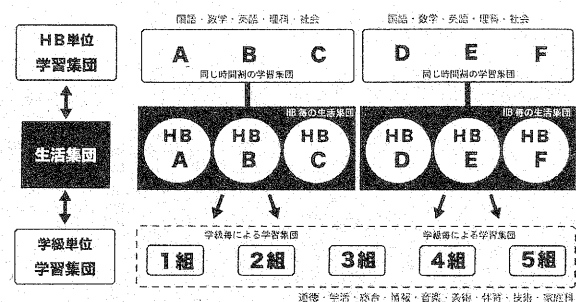 国語・数学・英語・理科・社会
国語・数学・英語・理科・社会
HB単位
学習集団
A B C
同じ時間割の学習集団
D E F
同じ時間割の学習集団
生活集団
HB毎の生活集団
HB A
HB B
HB C
HB毎の生活集団
HB D
HB E
HB F
学級単位
学習集団
学級毎による学習集団
学級毎による学習集団
1組 2組 3組 4組 5組
道徳・学活・総合・情報・音楽・美術・体育・技術・家庭科